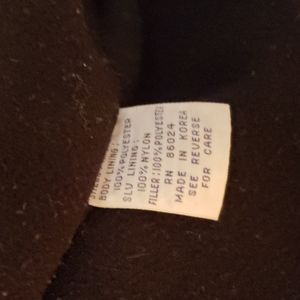 BODY LINING:
100% POLYESTER
SLV LINING:
100% NYLON
FILLER: 100% POLYESTER
RN 86024
MADE IN KOREA
SEE REVERSE
FOR CARE